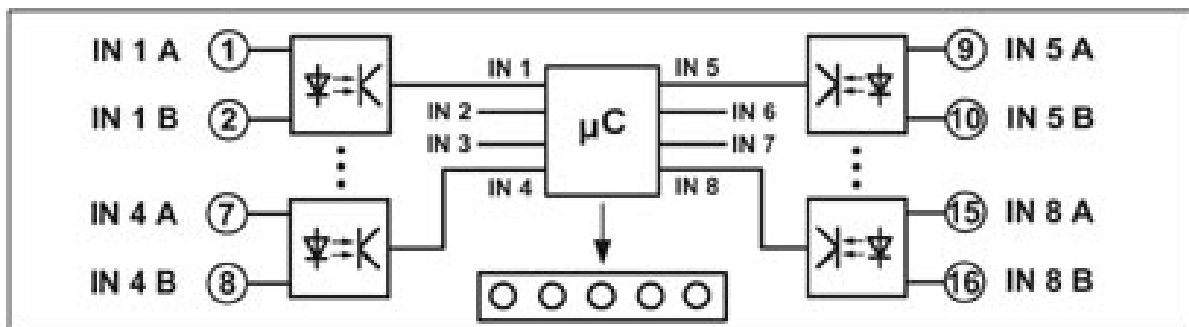 IN 1 A 1 IN 1 IN 5 9 IN 5 A
IN 1 B 2 IN 2 µC IN 6 10 IN 5 B
IN 3 IN 7
IN 4 A 7 IN 4 IN 8 15 IN 8 A
IN 4 B 8 16 IN 8 B